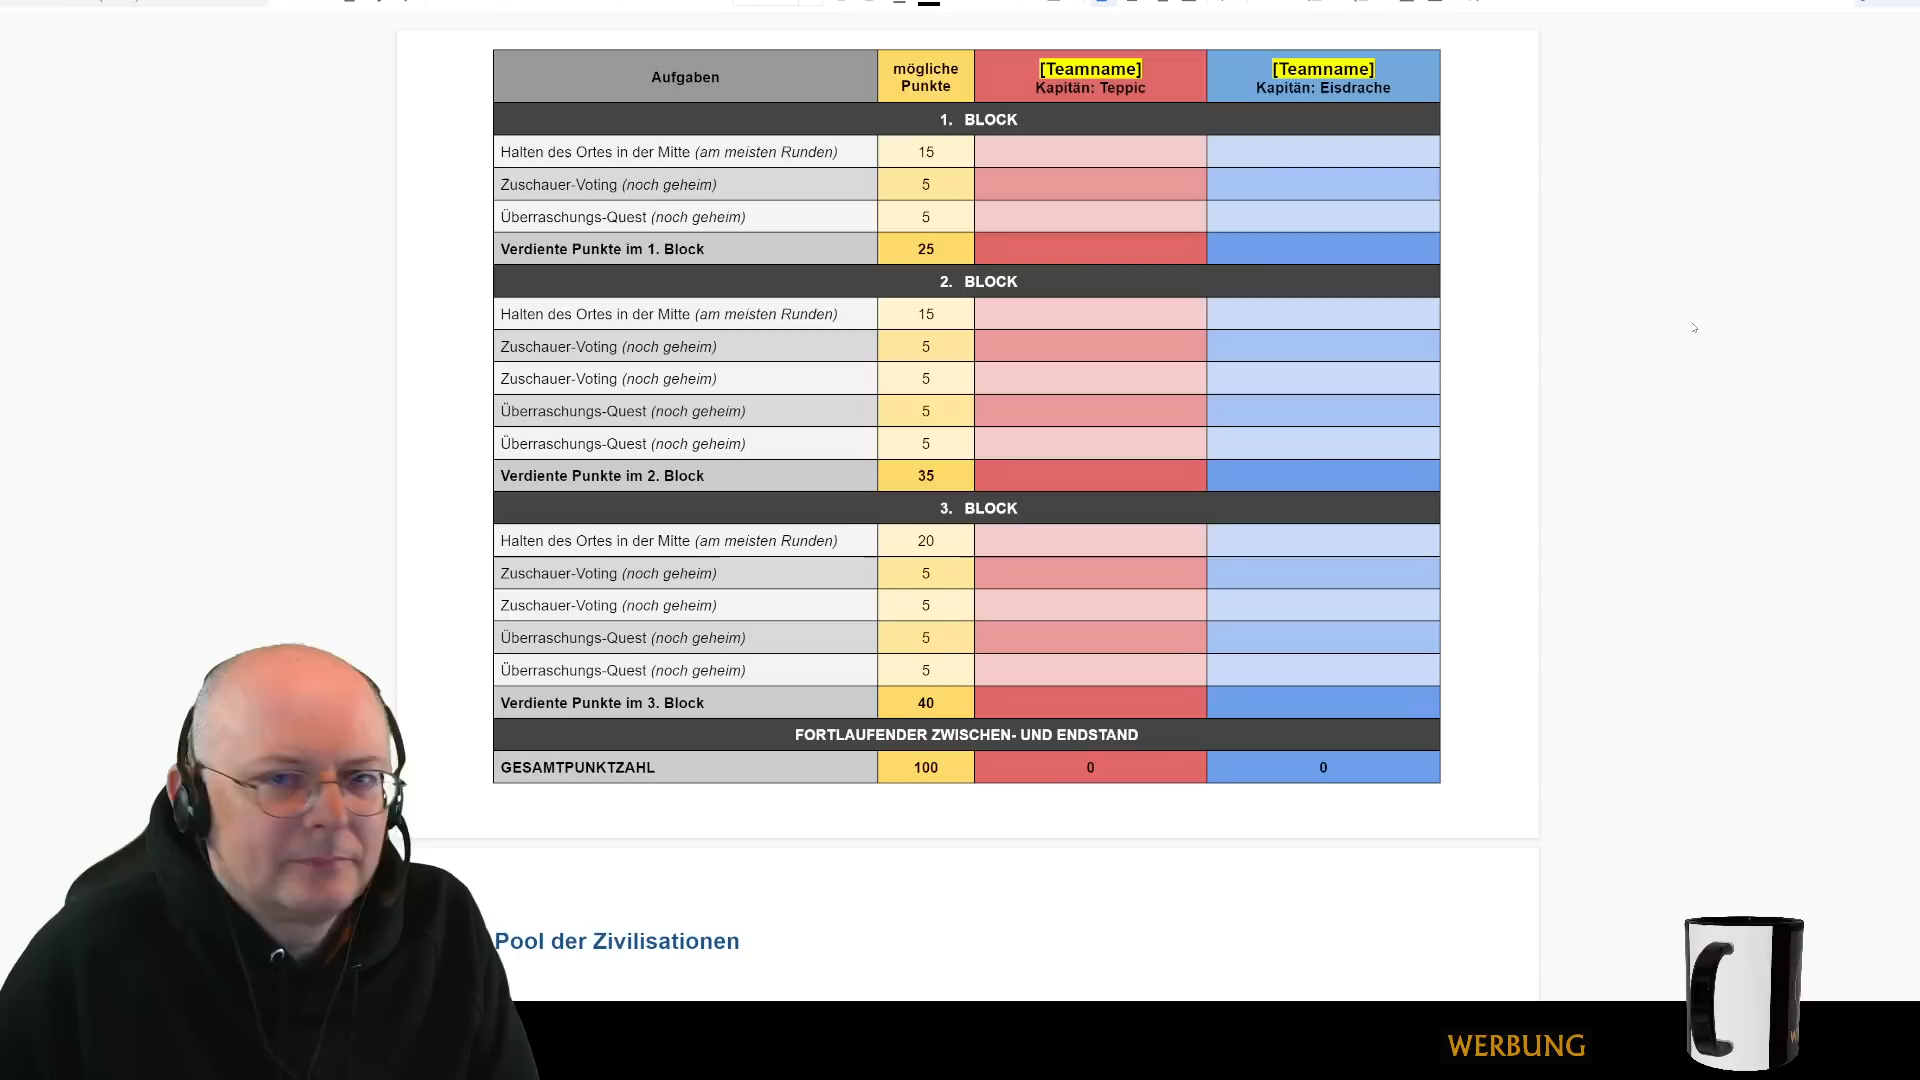 Aufgaben
mögliche Punkte
[Teamname]
Kapitän: Teppic
[Teamname]
Kapitän: Eisdrache
1. BLOCK
Halten des Ortes in der Mitte (am meisten Runden) 15
Zuschauer-Voting (noch geheim) 5
Überraschungs-Quest (noch geheim) 5
Verdiente Punkte im 1. Block 25
2. BLOCK
Halten des Ortes in der Mitte (am meisten Runden) 15
Zuschauer-Voting (noch geheim) 5
Zuschauer-Voting (noch geheim) 5
Überraschungs-Quest (noch geheim) 5
Überraschungs-Quest (noch geheim) 5
Verdiente Punkte im 2. Block 35
3. BLOCK
Halten des Ortes in der Mitte (am meisten Runden) 20
Zuschauer-Voting (noch geheim) 5
Zuschauer-Voting (noch geheim) 5
Überraschungs-Quest (noch geheim) 5
Überraschungs-Quest (noch geheim) 5
Verdiente Punkte im 3. Block 40
FORTLAUFENDER ZWISCHEN- UND ENDSTAND
GESAMTPUNKTZAHL 100 0 0
Pool der Zivilisationen
WERBUNG